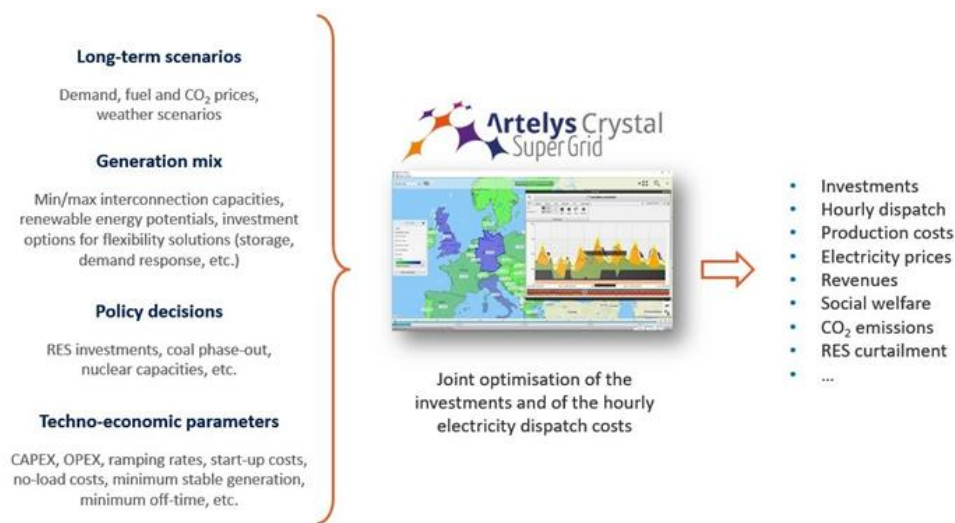 Long-term scenarios
Demand, fuel and CO₂ prices,
weather scenarios
Generation mix
Min/max interconnection capacities,
renewable energy potentials, investment
options for flexibility solutions (storage,
demand response, etc.)
Policy decisions
RES investments, coal phase-out,
nuclear capacities, etc.
Techno-economic parameters
CAPEX, OPEX, ramping rates, start-up costs,
no-load costs, minimum stable generation,
minimum off-time, etc.
Artelys Crystal
Super Grid
Joint optimisation of the
investments and of the hourly
electricity dispatch costs
• Investments
• Hourly dispatch
• Production costs
• Electricity prices
• Revenues
• Social welfare
• CO₂ emissions
• RES curtailment
• ...